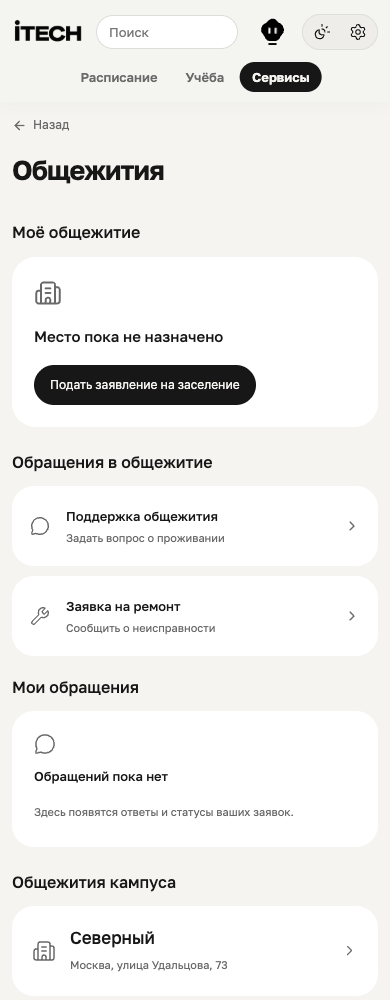 iTECH
Поиск
Расписание
Учёба
Сервисы
Назад
Общежития
Моё общежитие
Место пока не назначено
Подать заявление на заселение
Обращения в общежитие
Поддержка общежития
Задать вопрос о проживании
Заявка на ремонт
Сообщить о неисправности
Мои обращения
Обращений пока нет
Здесь появятся ответы и статусы ваших заявок.
Общежития кампуса
Северный
Москва, улица Удальцова, 73